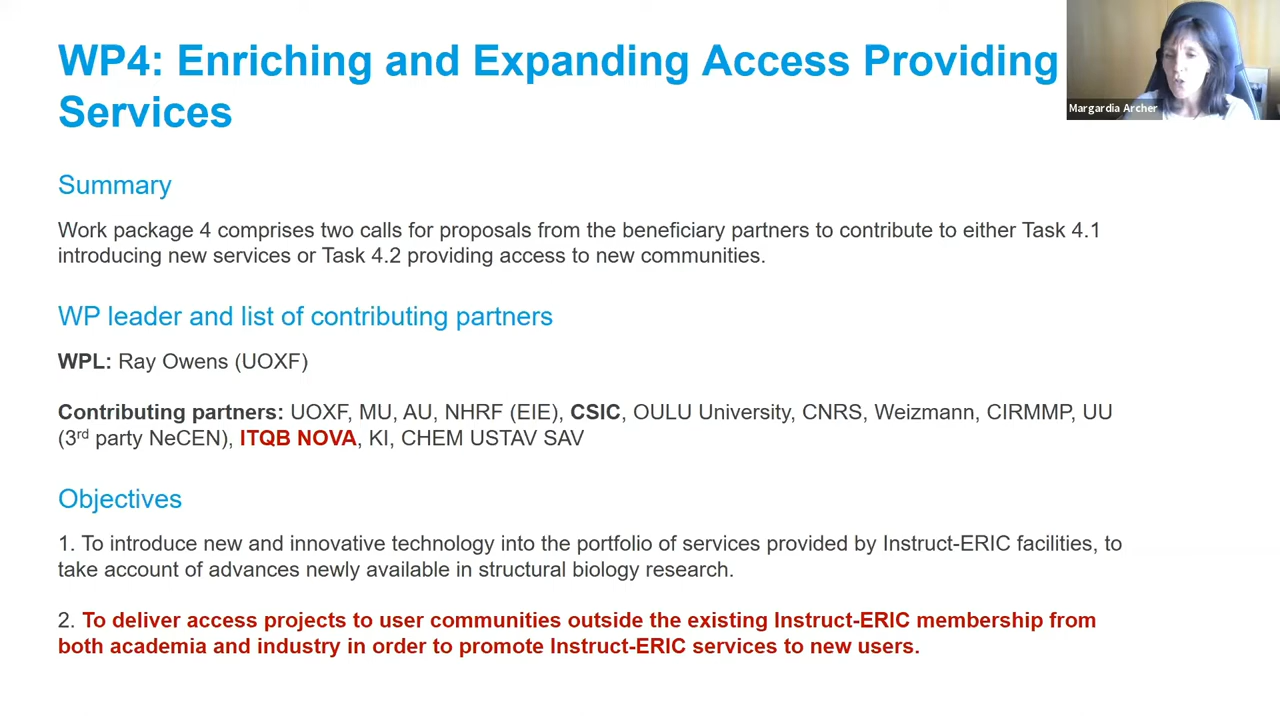 WP4: Enriching and Expanding Access Providing
Services
Margardia Archer
Summary
Work package 4 comprises two calls for proposals from the beneficiary partners to contribute to either Task 4.1
introducing new services or Task 4.2 providing access to new communities.
WP leader and list of contributing partners
WPL: Ray Owens (UOXF)
Contributing partners: UOXF, MU, AU, NHRF (EIE), CSIC, OULU University, CNRS, Weizmann, CIRMMP, UU
(3rd party NeCEN), ITQB NOVA, KI, CHEM USTAV SAV
Objectives
1. To introduce new and innovative technology into the portfolio of services provided by Instruct-ERIC facilities, to
take account of advances newly available in structural biology research.
2. To deliver access projects to user communities outside the existing Instruct-ERIC membership from
both academia and industry in order to promote Instruct-ERIC services to new users.